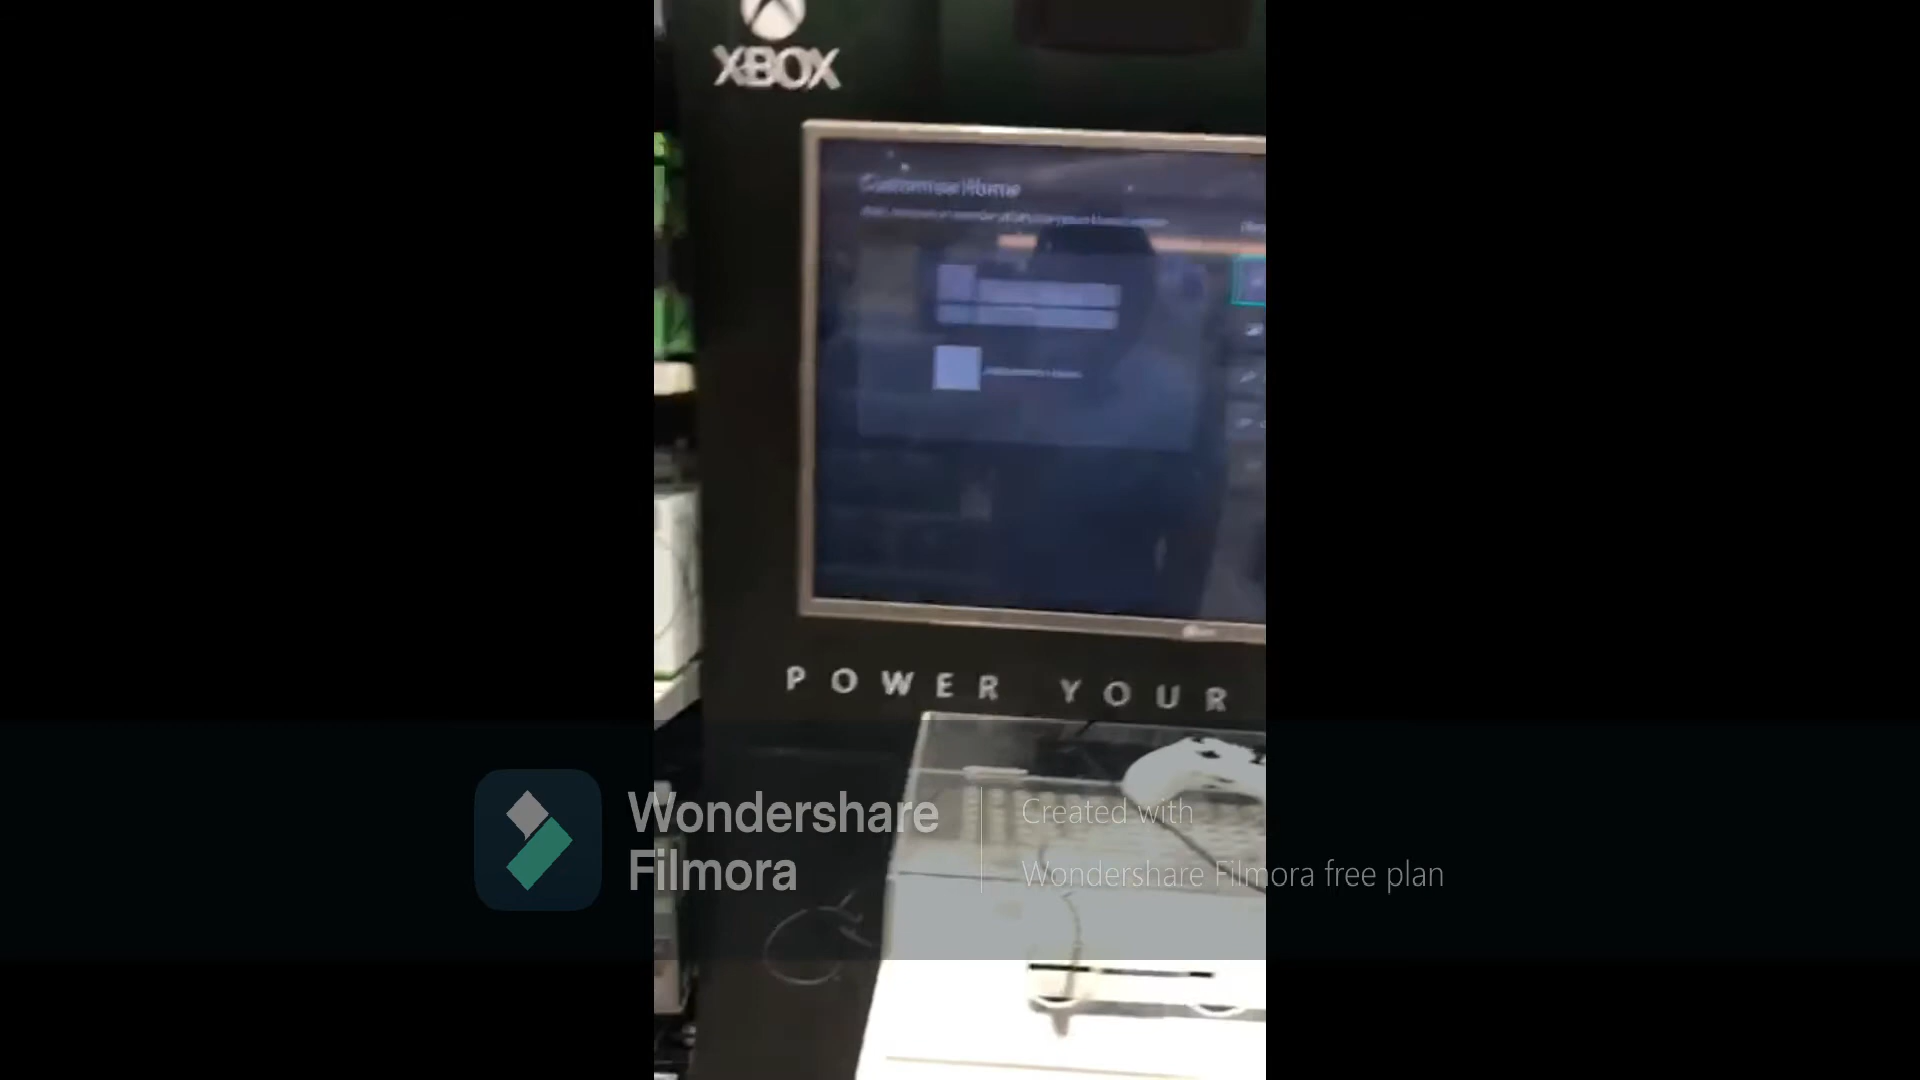 XBOX
Customise Home
POWER YOUR
Wondershare
Filmora
Created with
Wondershare Filmora free plan